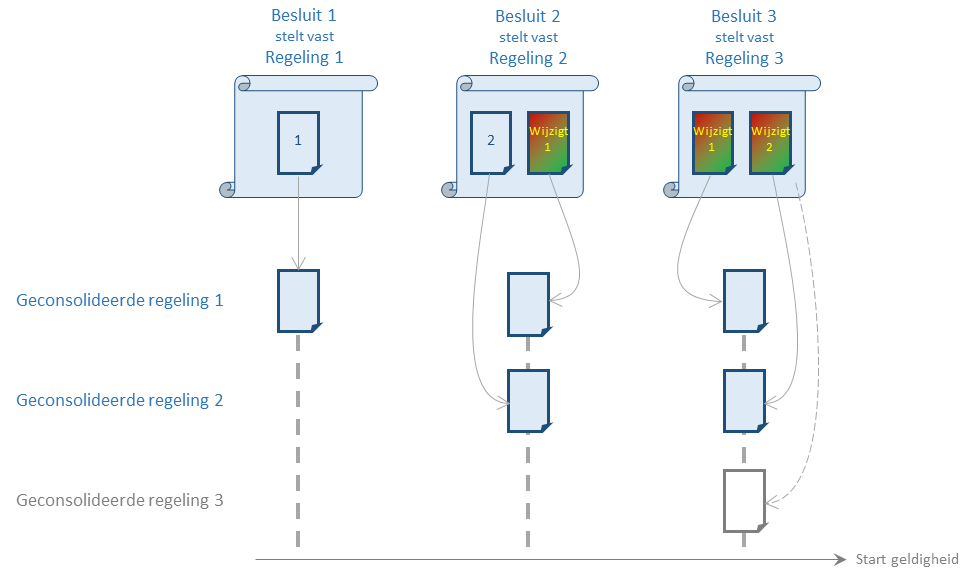 Besluit 1
stelt vast
Regeling 1
Besluit 2
stelt vast
Regeling 2
Besluit 3
stelt vast
Regeling 3
1
2
Wijzigt
1
Wijzigt
1
Wijzigt
2
Geconsolideerde regeling 1
Geconsolideerde regeling 2
Geconsolideerde regeling 3
Start geldigheid